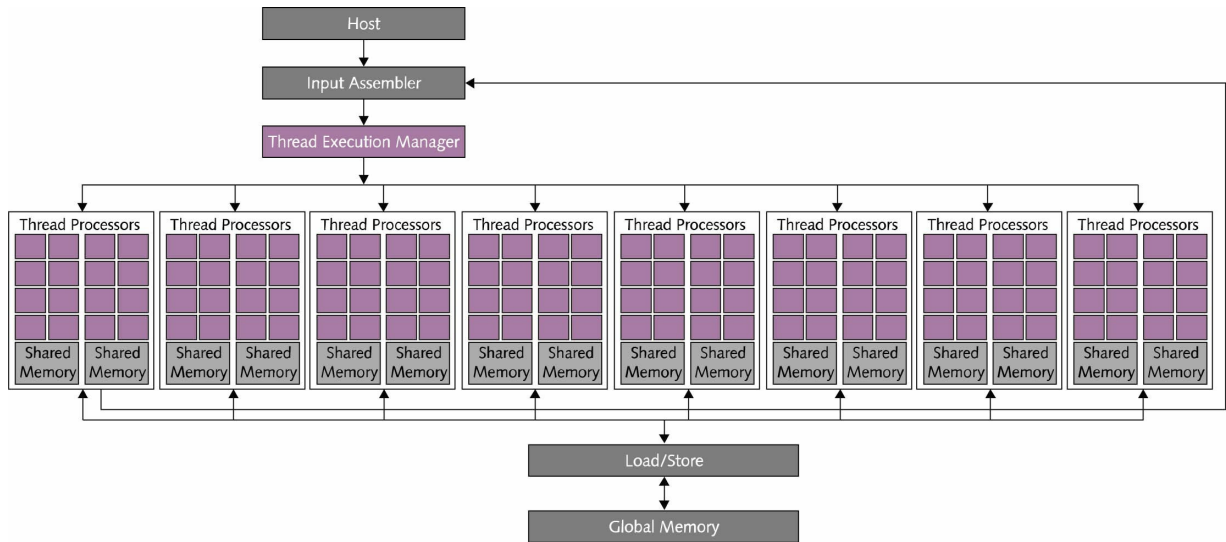 Host
Input Assembler
Thread Execution Manager
Thread Processors
Thread Processors
Thread Processors
Thread Processors
Thread Processors
Thread Processors
Thread Processors
Thread Processors
Shared
Memory
Shared
Memory
Shared
Memory
Shared
Memory
Shared
Memory
Shared
Memory
Shared
Memory
Shared
Memory
Shared
Memory
Shared
Memory
Shared
Memory
Shared
Memory
Shared
Memory
Shared
Memory
Shared
Memory
Shared
Memory
Load/Store
Global Memory